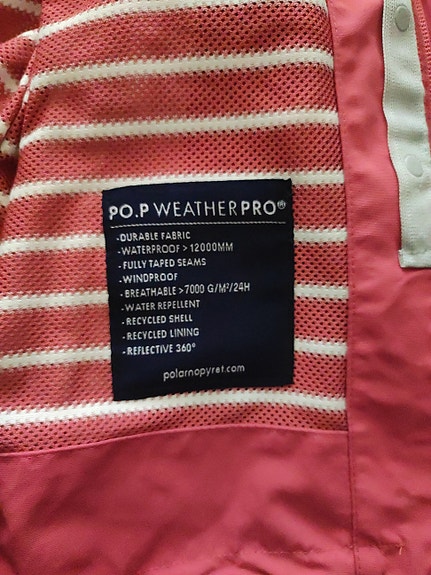 PO.P WEATHERPRO®
-DURABLE FABRIC
-WATERPROOF >12000MM
-FULLY TAPED SEAMS
-WINDPROOF
-BREATHABLE >7000 G/M²/24H
-WATER REPELLENT
-RECYCLED SHELL
-RECYCLED LINING
-REFLECTIVE 360°
polarnopyret.com